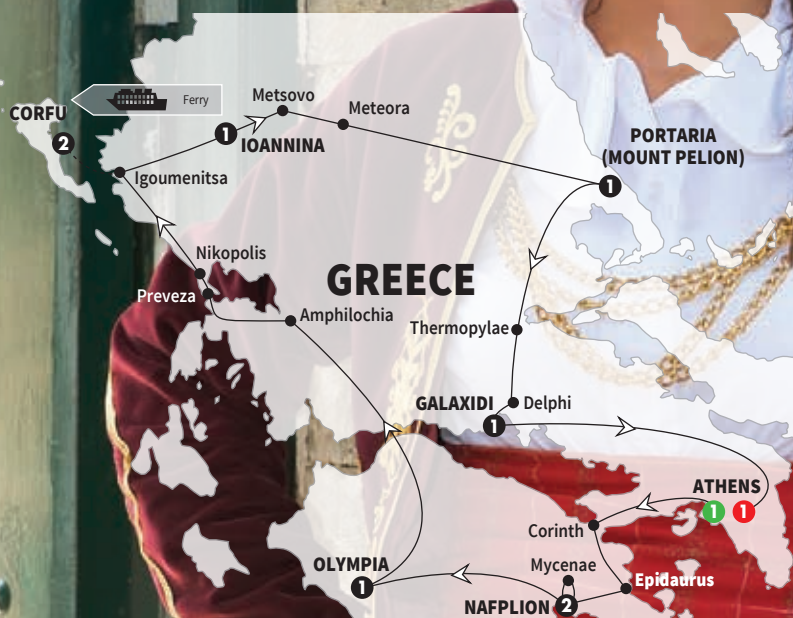 Ferry
CORFU
2
Metsovo
Meteora
1
IOANNINA
PORTARIA
(MOUNT PELION)
1
Igoumenitsa
Nikopolis
GREECE
Preveza
Amphilochia
Thermopylae
GALAXIDI
Delphi
1
ATHENS
1
1
Corinth
OLYMPIA
1
Mycenae
Epidaurus
NAFPLION
2